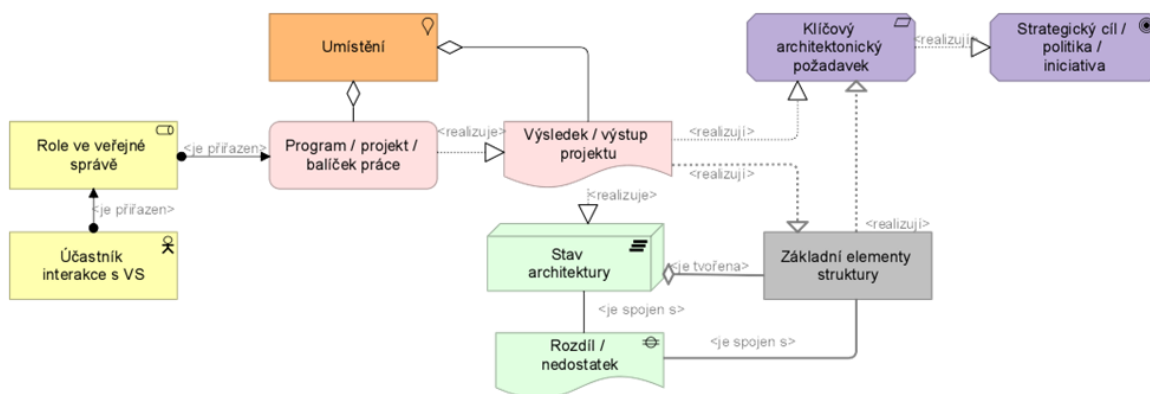 Umístění
Klíčový
architektonický
požadavek
<realizují>
Strategický cíl /
politika /
iniciativa
Role ve veřejné
správě
<je přiřazen>
Program / projekt /
balíček práce
<realizuje>
Výsledek / výstup
projektu
<realizují>
<realizují>
<je přiřazen>
<realizuje>
<realizují>
Účastník
interakce s VS
Stav
architektury
<je tvořena>
Základní elementy
struktury
<je spojen s>
Rozdíl /
nedostatek
<je spojen s>